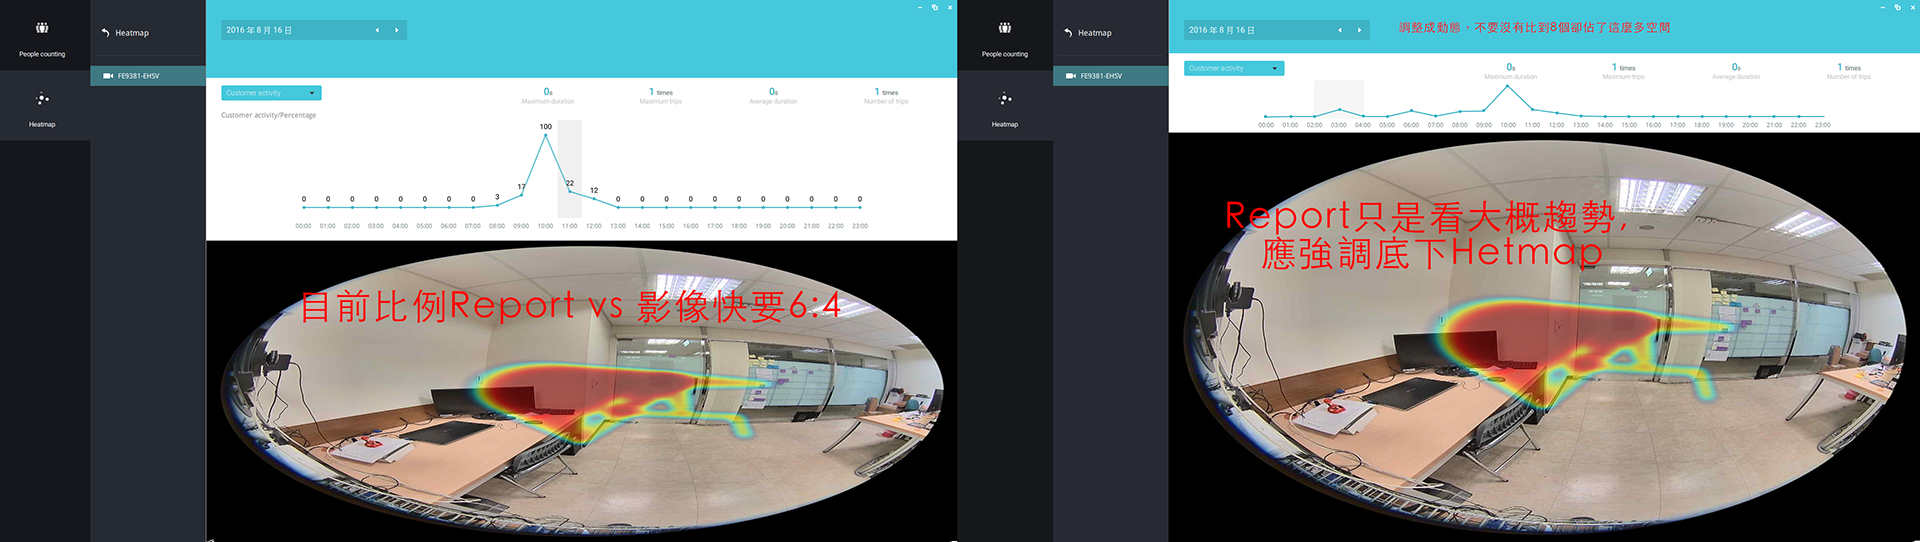 People counting
Heatmap
Heatmap
FE9381-EHSV
2016 年 8 月 16 日
Customer activity
0s
Maximum duration
1 times
Maximum trips
0s
Average duration
1 times
Number of trips
Customer activity/Percentage
0 0 0 0 0 0 0 0 3 17 100 22 12 0 0 0 0 0 0 0 0 0 0 0
00:00 01:00 02:00 03:00 04:00 05:00 06:00 07:00 08:00 09:00 10:00 11:00 12:00 13:00 14:00 15:00 16:00 17:00 18:00 19:00 20:00 21:00 22:00 23:00
目前比例Report vs 影像快要6:4
People counting
Heatmap
Heatmap
FE9381-EHSV
2016 年 8 月 16 日
調整成動態，不要沒有比到8個卻佔了這麼多空間
Customer activity
0s
Maximum duration
1 times
Maximum trips
0s
Average duration
1 times
Number of trips
00:00 01:00 02:00 03:00 04:00 05:00 06:00 07:00 08:00 09:00 10:00 11:00 12:00 13:00 14:00 15:00 16:00 17:00 18:00 19:00 20:00 21:00 22:00 23:00
Report只是看大概趨勢,
應強調底下Hetmap